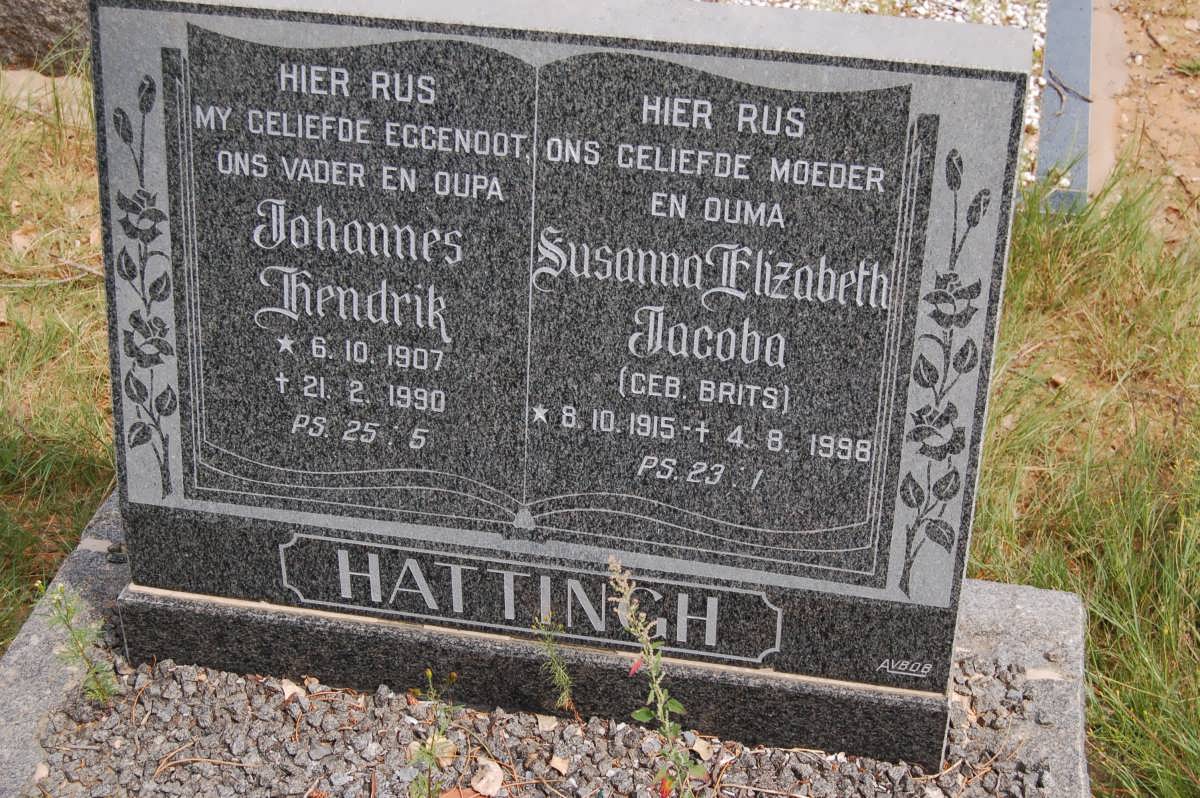 HIER RUS
MY GELIEFDE EGGENOOT,
ONS VADER EN OUPA
Johannes
Hendrik
* 6.10.1907
† 21.2.1990
PS. 25:5
HIER RUS
ONS GELIEFDE MOEDER
EN OUMA
Susanna Elizabeth
Jacoba
(GEB. BRITS)
* 8.10.1915 - † 4.8.1998
PS. 23:1
HATTINGH
AVBOB